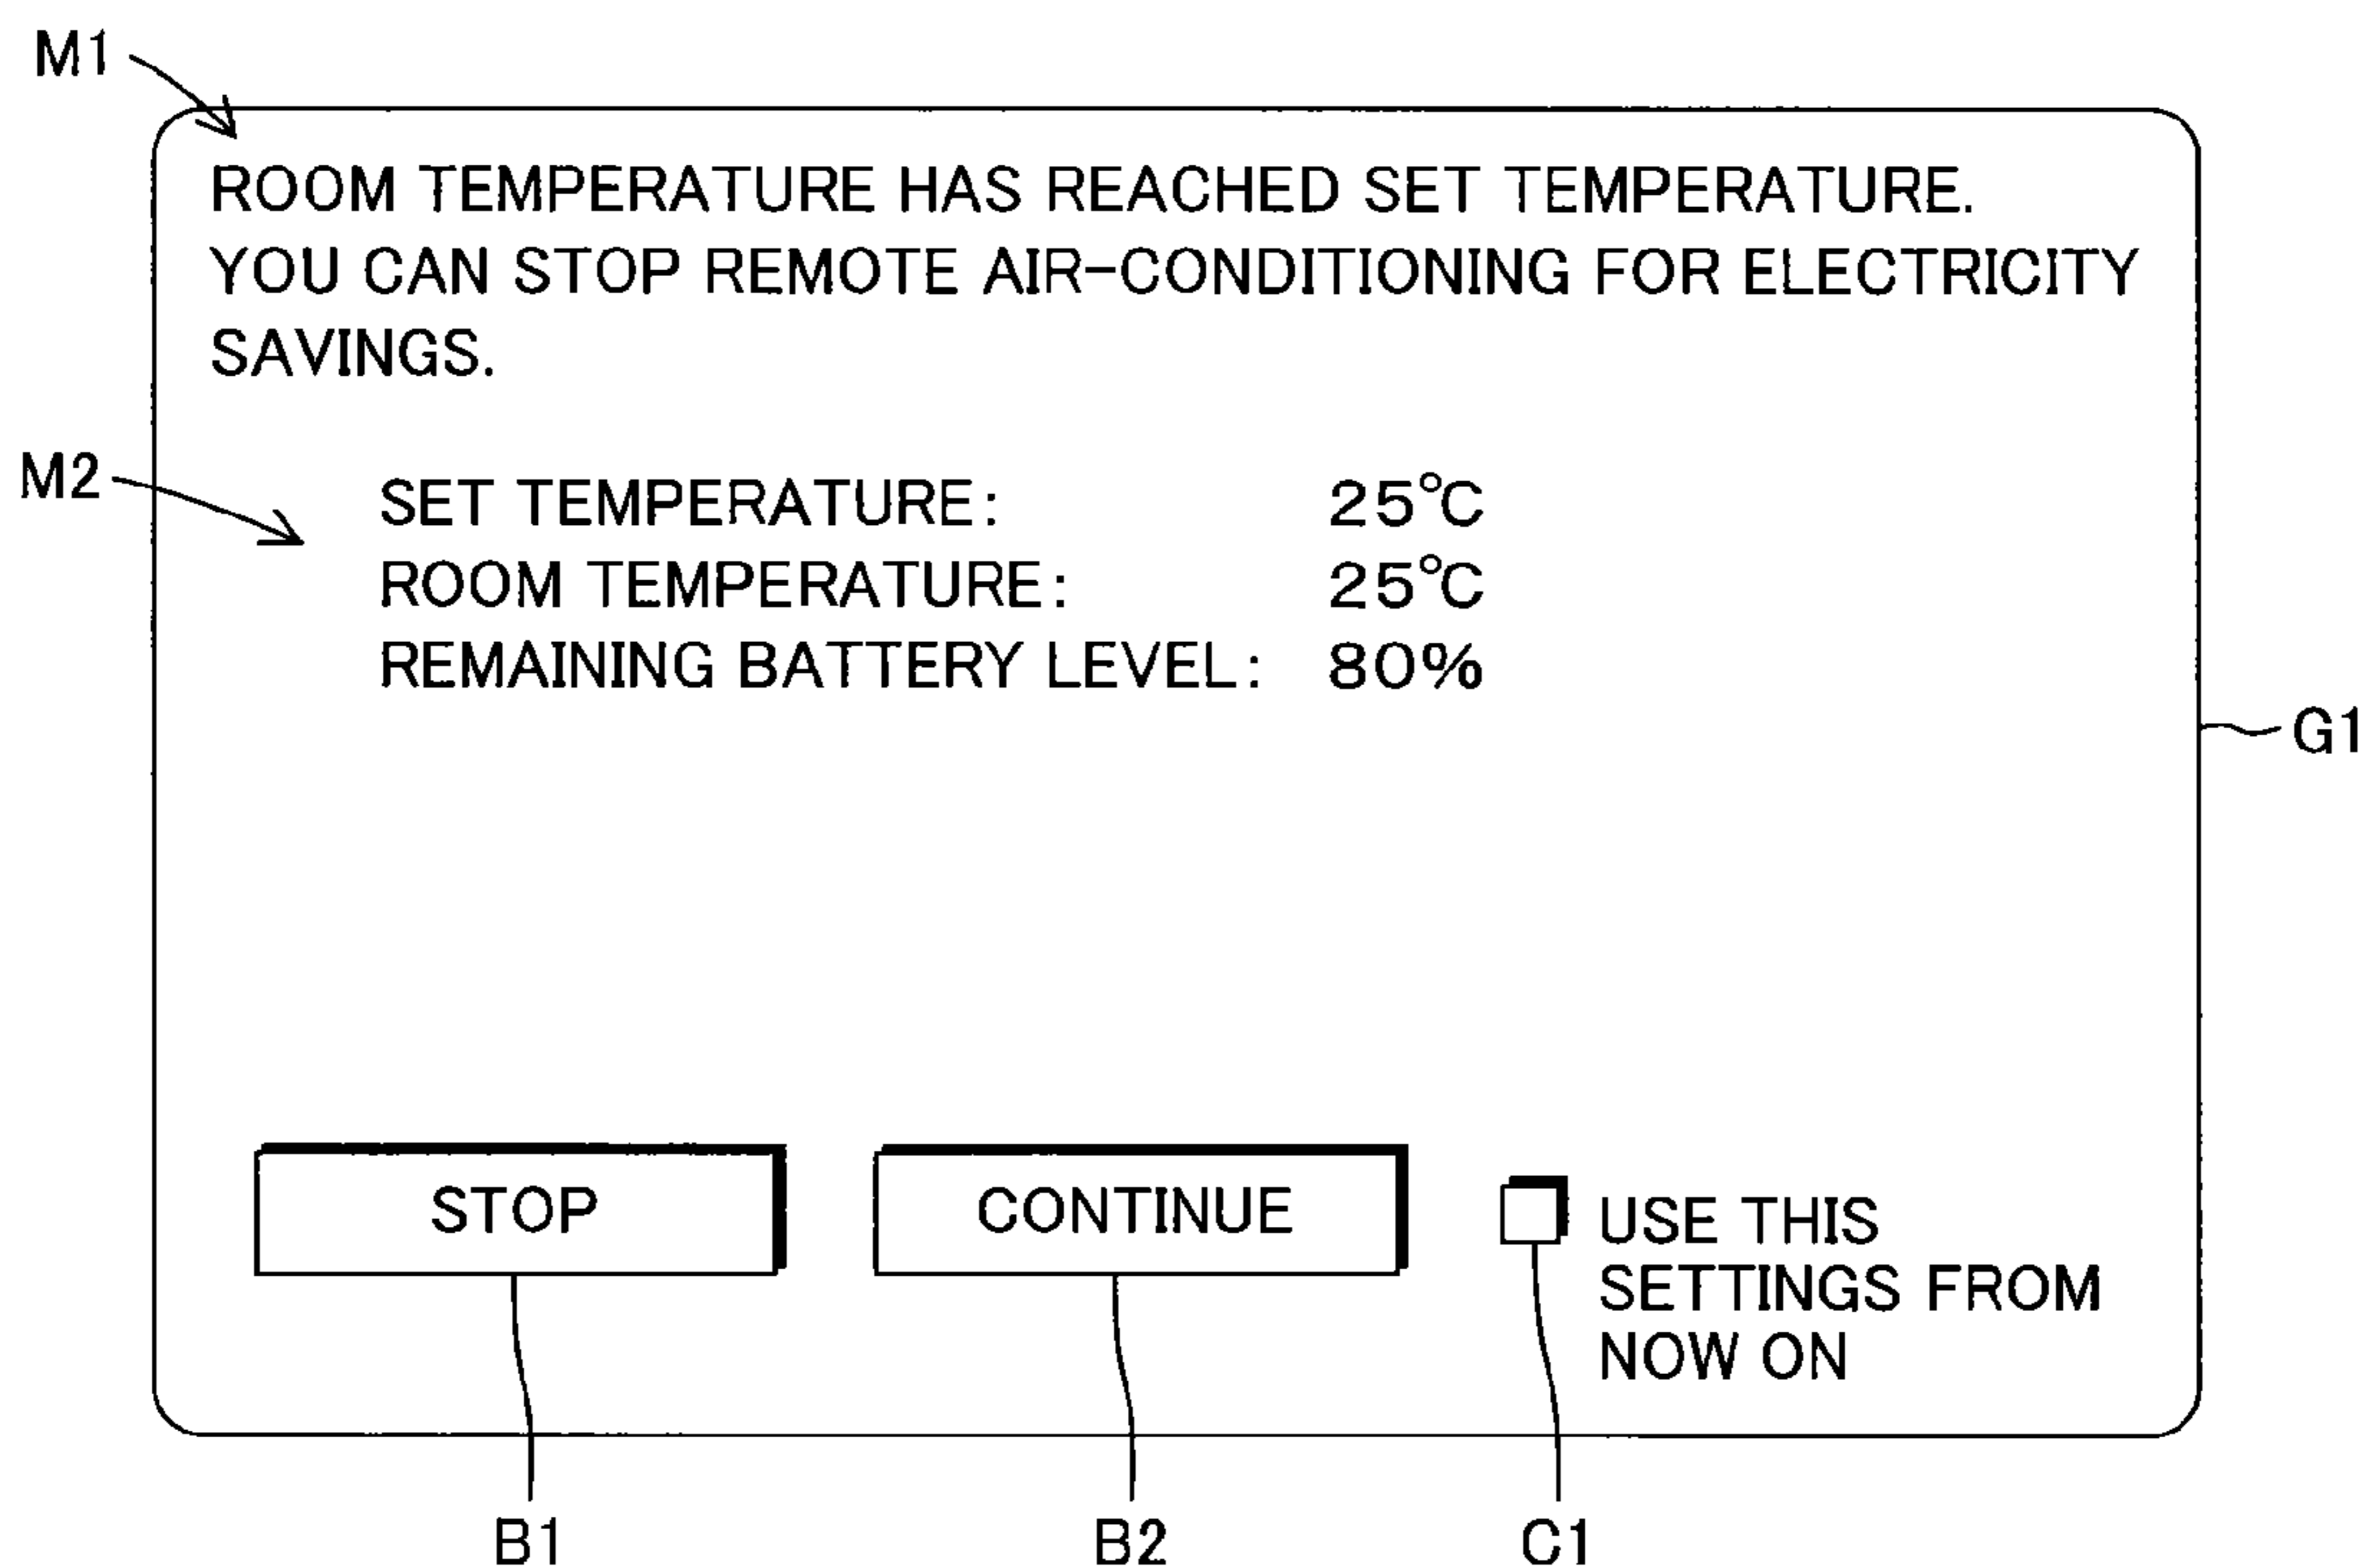 M1
ROOM TEMPERATURE HAS REACHED SET TEMPERATURE.
YOU CAN STOP REMOTE AIR-CONDITIONING FOR ELECTRICITY
SAVINGS.
M2
SET TEMPERATURE: 25℃
ROOM TEMPERATURE: 25℃
REMAINING BATTERY LEVEL: 80%
G1
STOP
CONTINUE
USE THIS
SETTINGS FROM
NOW ON
B1
B2
C1